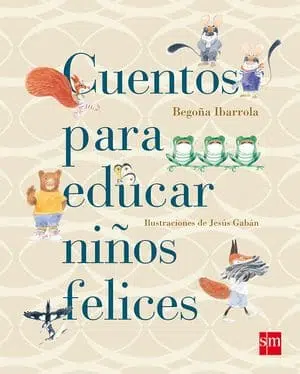 Cuentos
Begoña Ibarrola
para
educar
Ilustraciones de Jesús Gabán
niños
felices
sm